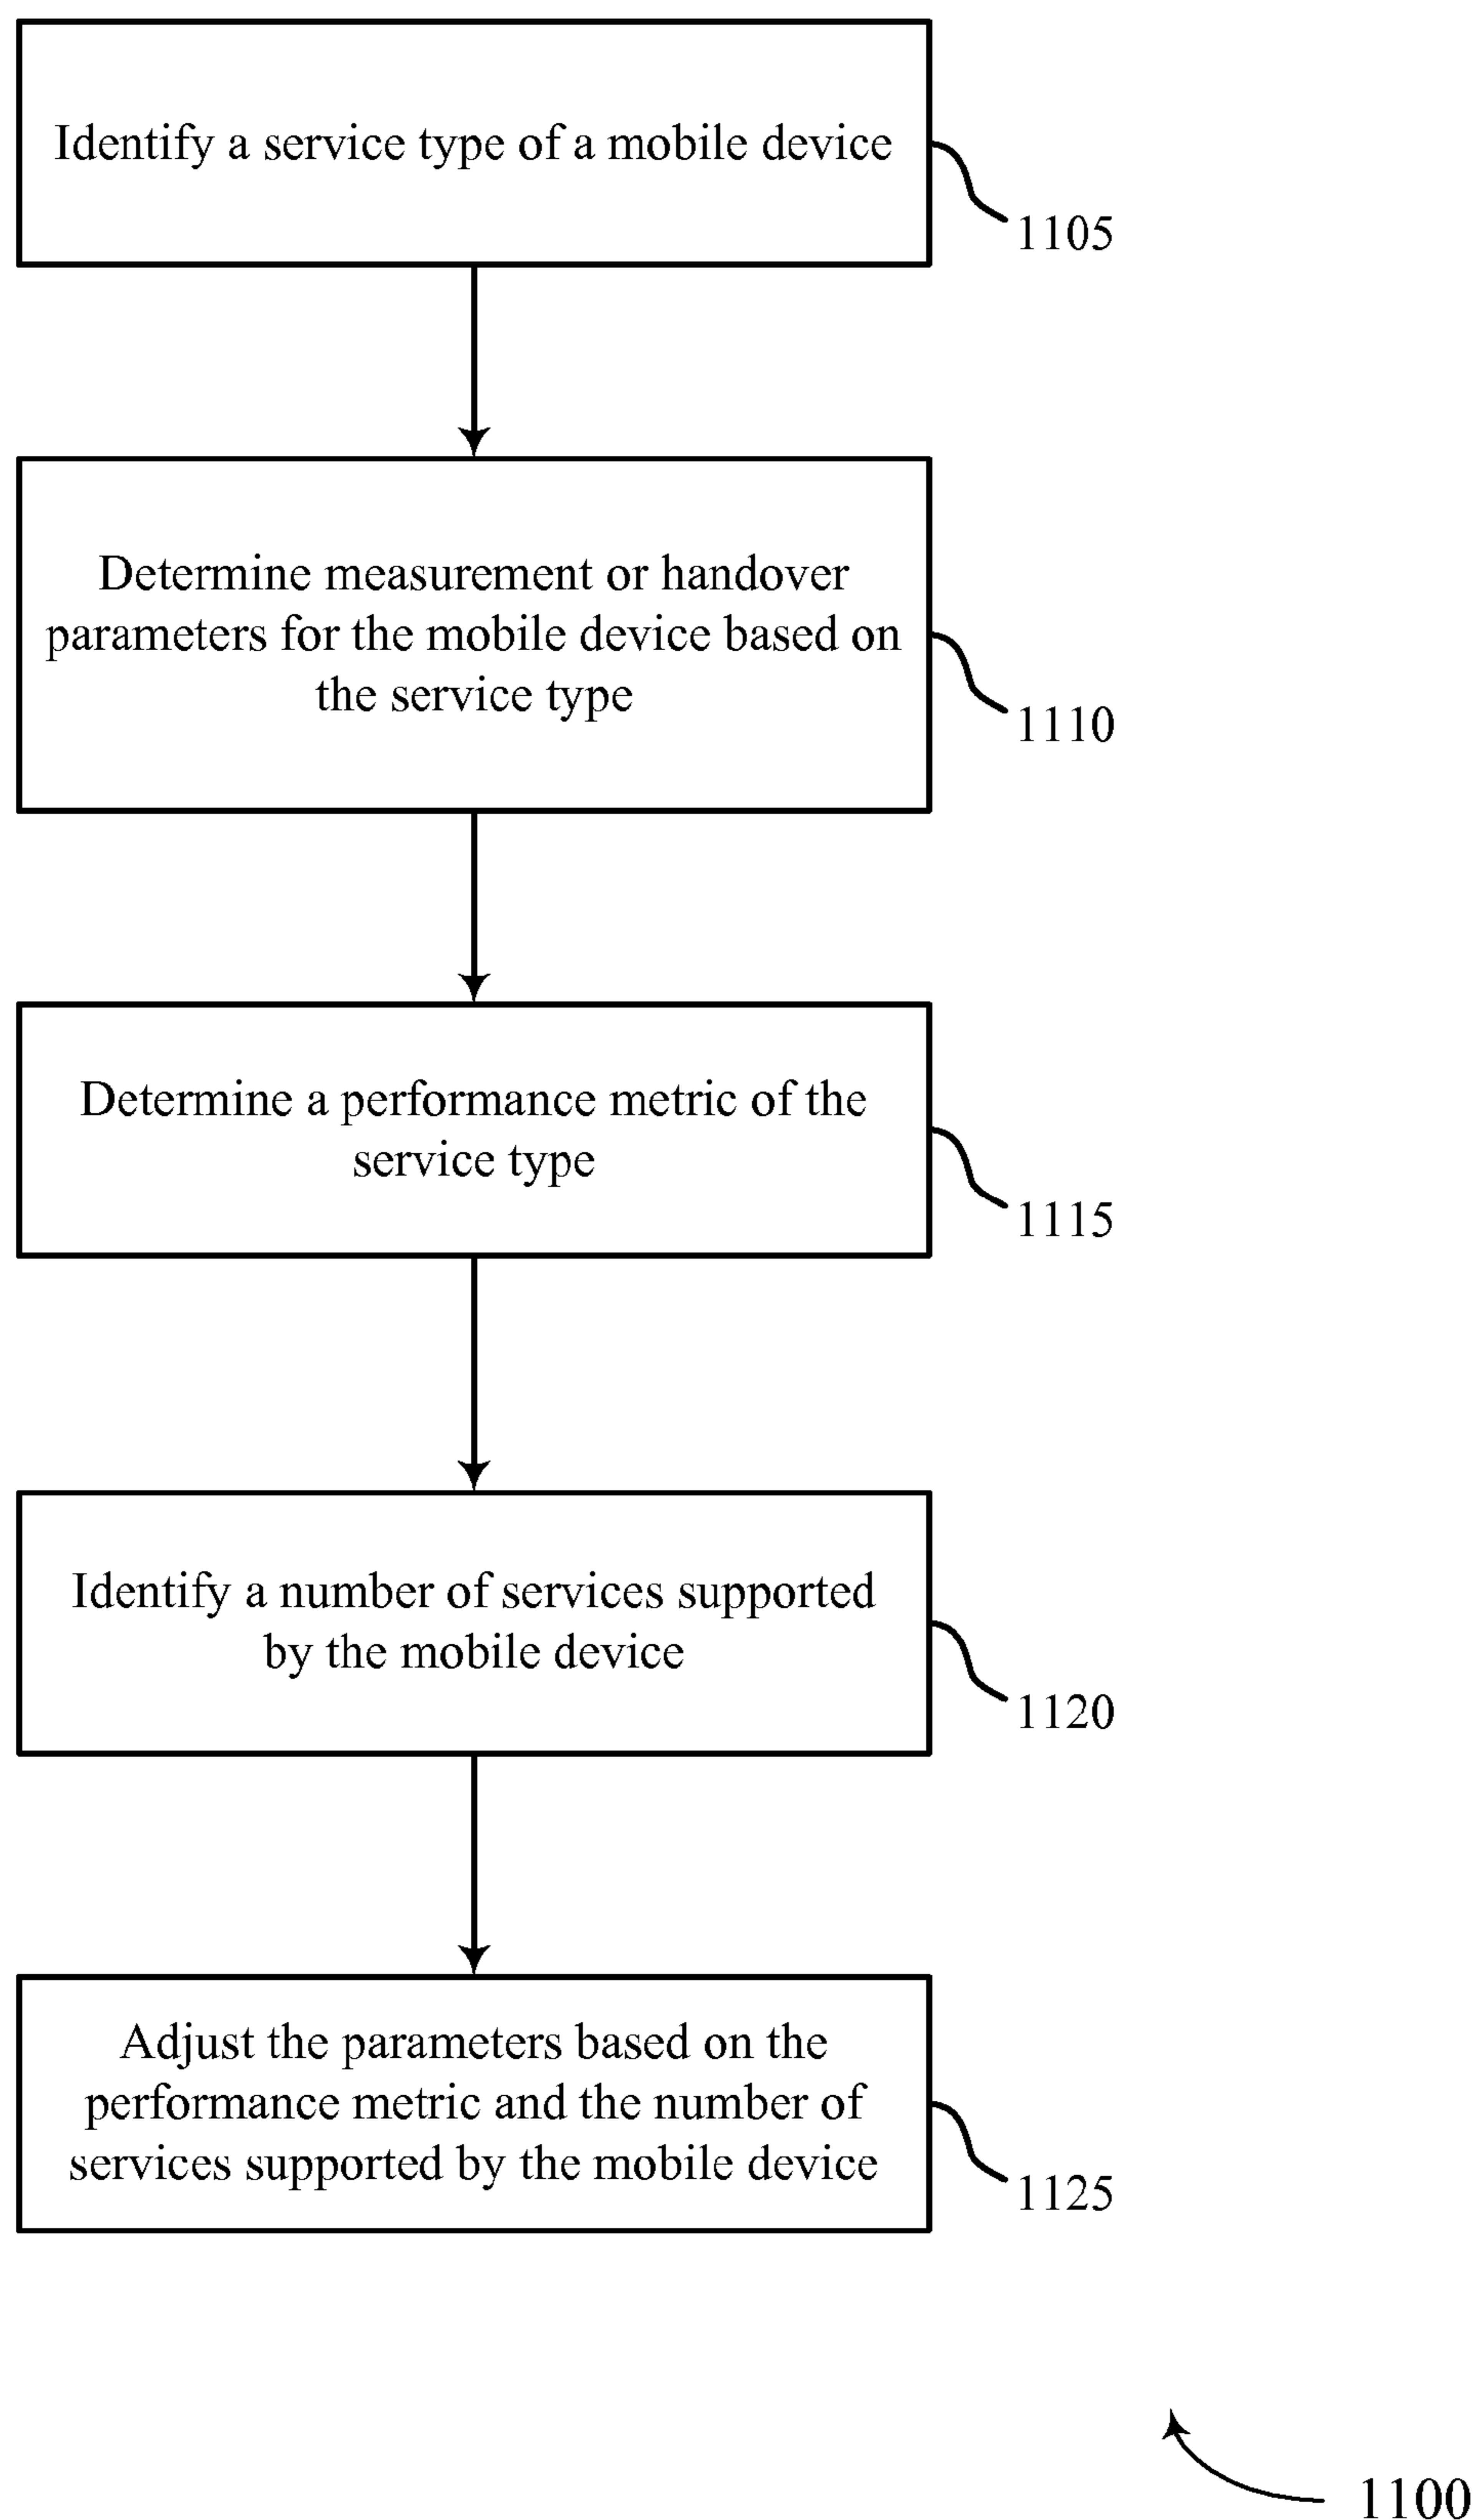 Identify a service type of a mobile device
1105
Determine measurement or handover
parameters for the mobile device based on
the service type
1110
Determine a performance metric of the
service type
1115
Identify a number of services supported
by the mobile device
1120
Adjust the parameters based on the
performance metric and the number of
services supported by the mobile device
1125
1100